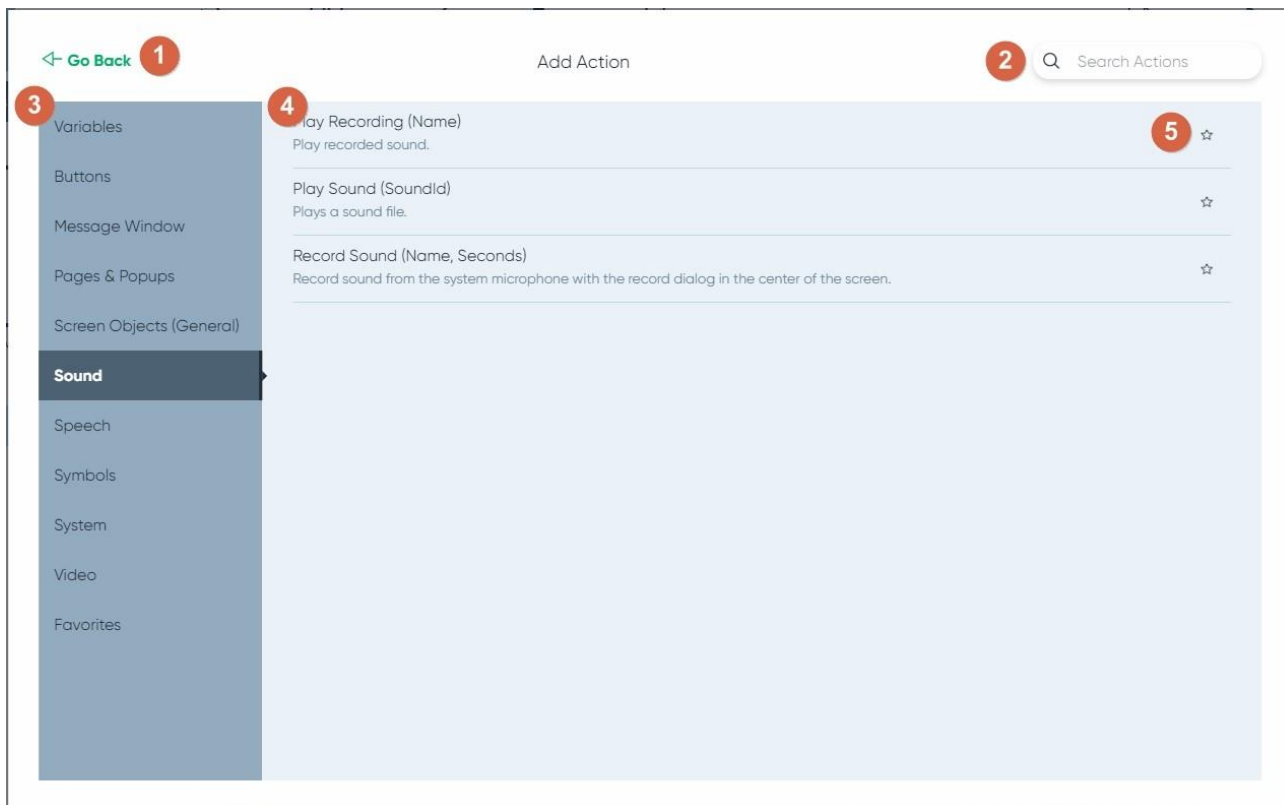 Go Back
1
Add Action
2
Search Actions
3
Variables
Buttons
Message Window
Pages & Popups
Screen Objects (General)
Sound
Speech
Symbols
System
Video
Favorites
4
Play Recording (Name)
5
Play recorded sound.
Play Sound (SoundId)
Plays a sound file.
Record Sound (Name, Seconds)
Record sound from the system microphone with the record dialog in the center of the screen.